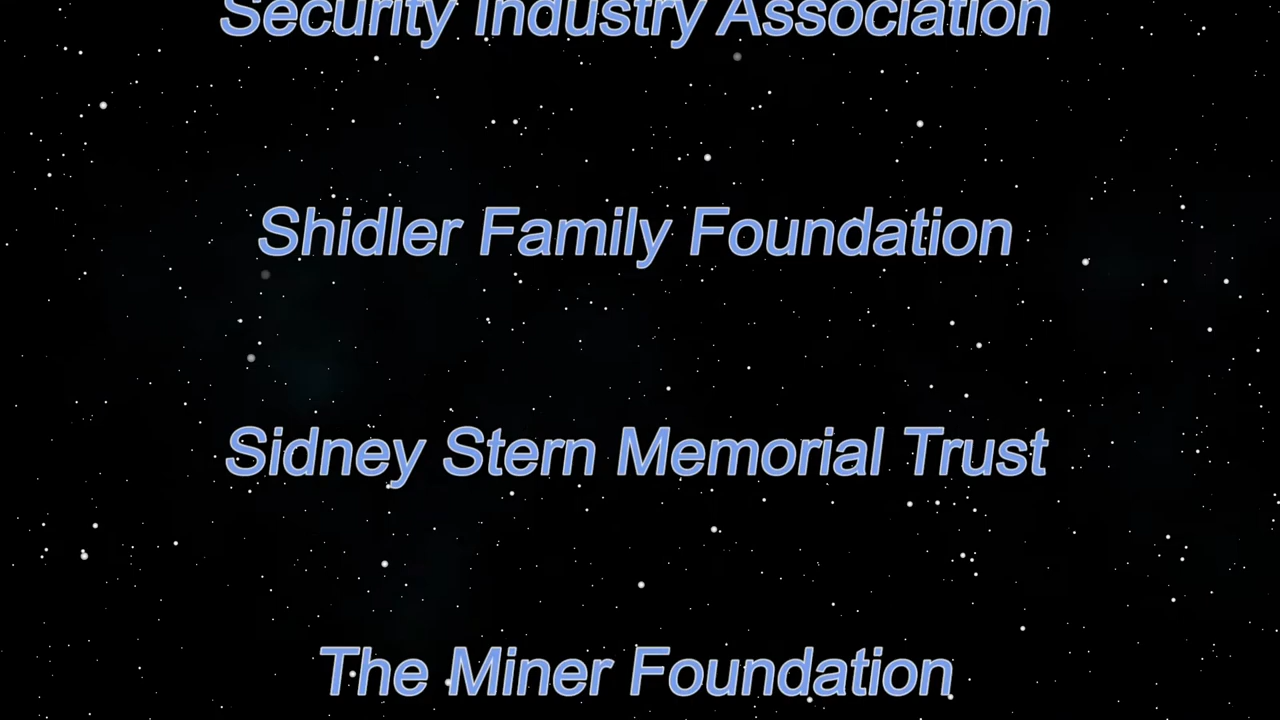 Security Industry Association
Shidler Family Foundation
Sidney Stern Memorial Trust
The Miner Foundation